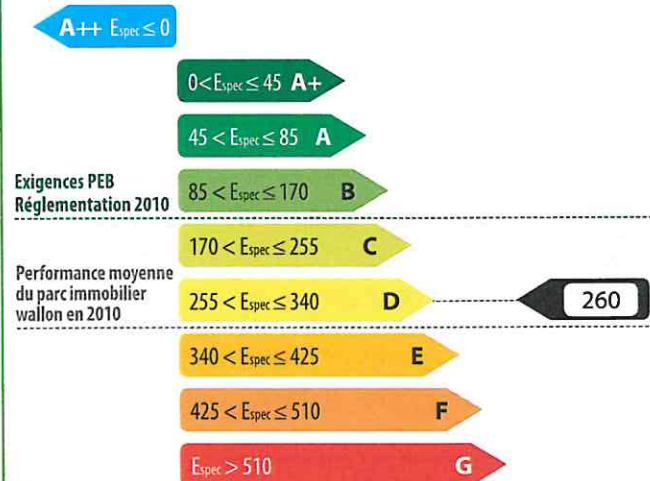 A++ Espec ≤ 0
0<Espec ≤ 45 A+
45 < Espec ≤ 85 A
Exigences PEB
Réglementation 2010
85 < Espec ≤ 170 B
170 < Espec ≤ 255 C
Performance moyenne
du parc immobilier
wallon en 2010
255 < Espec ≤ 340 D
260
340 < Espec ≤ 425 E
425 < Espec ≤ 510 F
Espec > 510 G